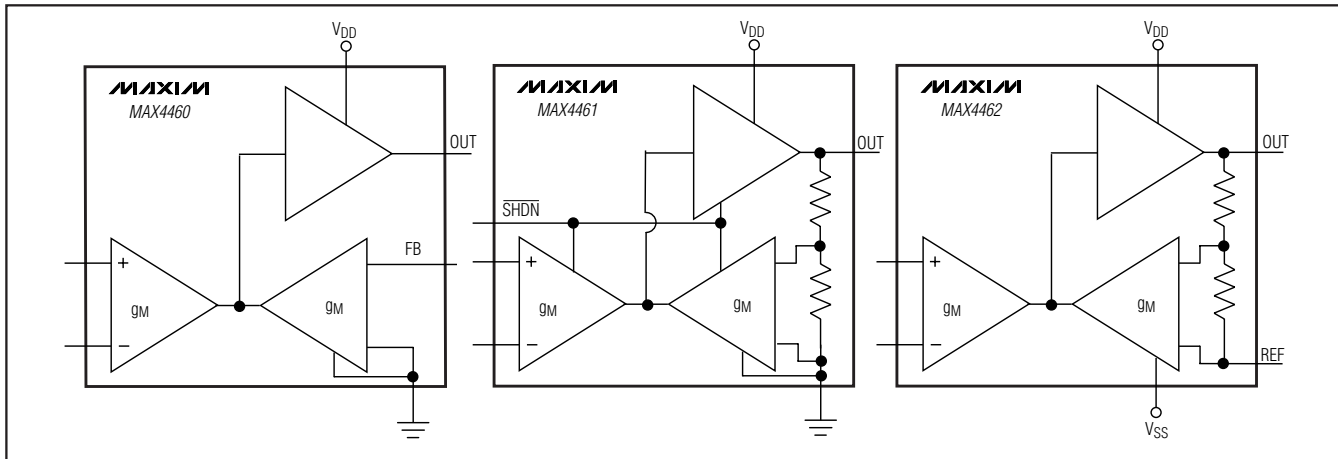 VDD
MAXIM
MAX4460
OUT
FB
+
gM
gM
−
VDD
MAXIM
MAX4461
OUT
SHDN
+
gM
gM
−
VDD
MAXIM
MAX4462
OUT
+
gM
gM
−
REF
VSS